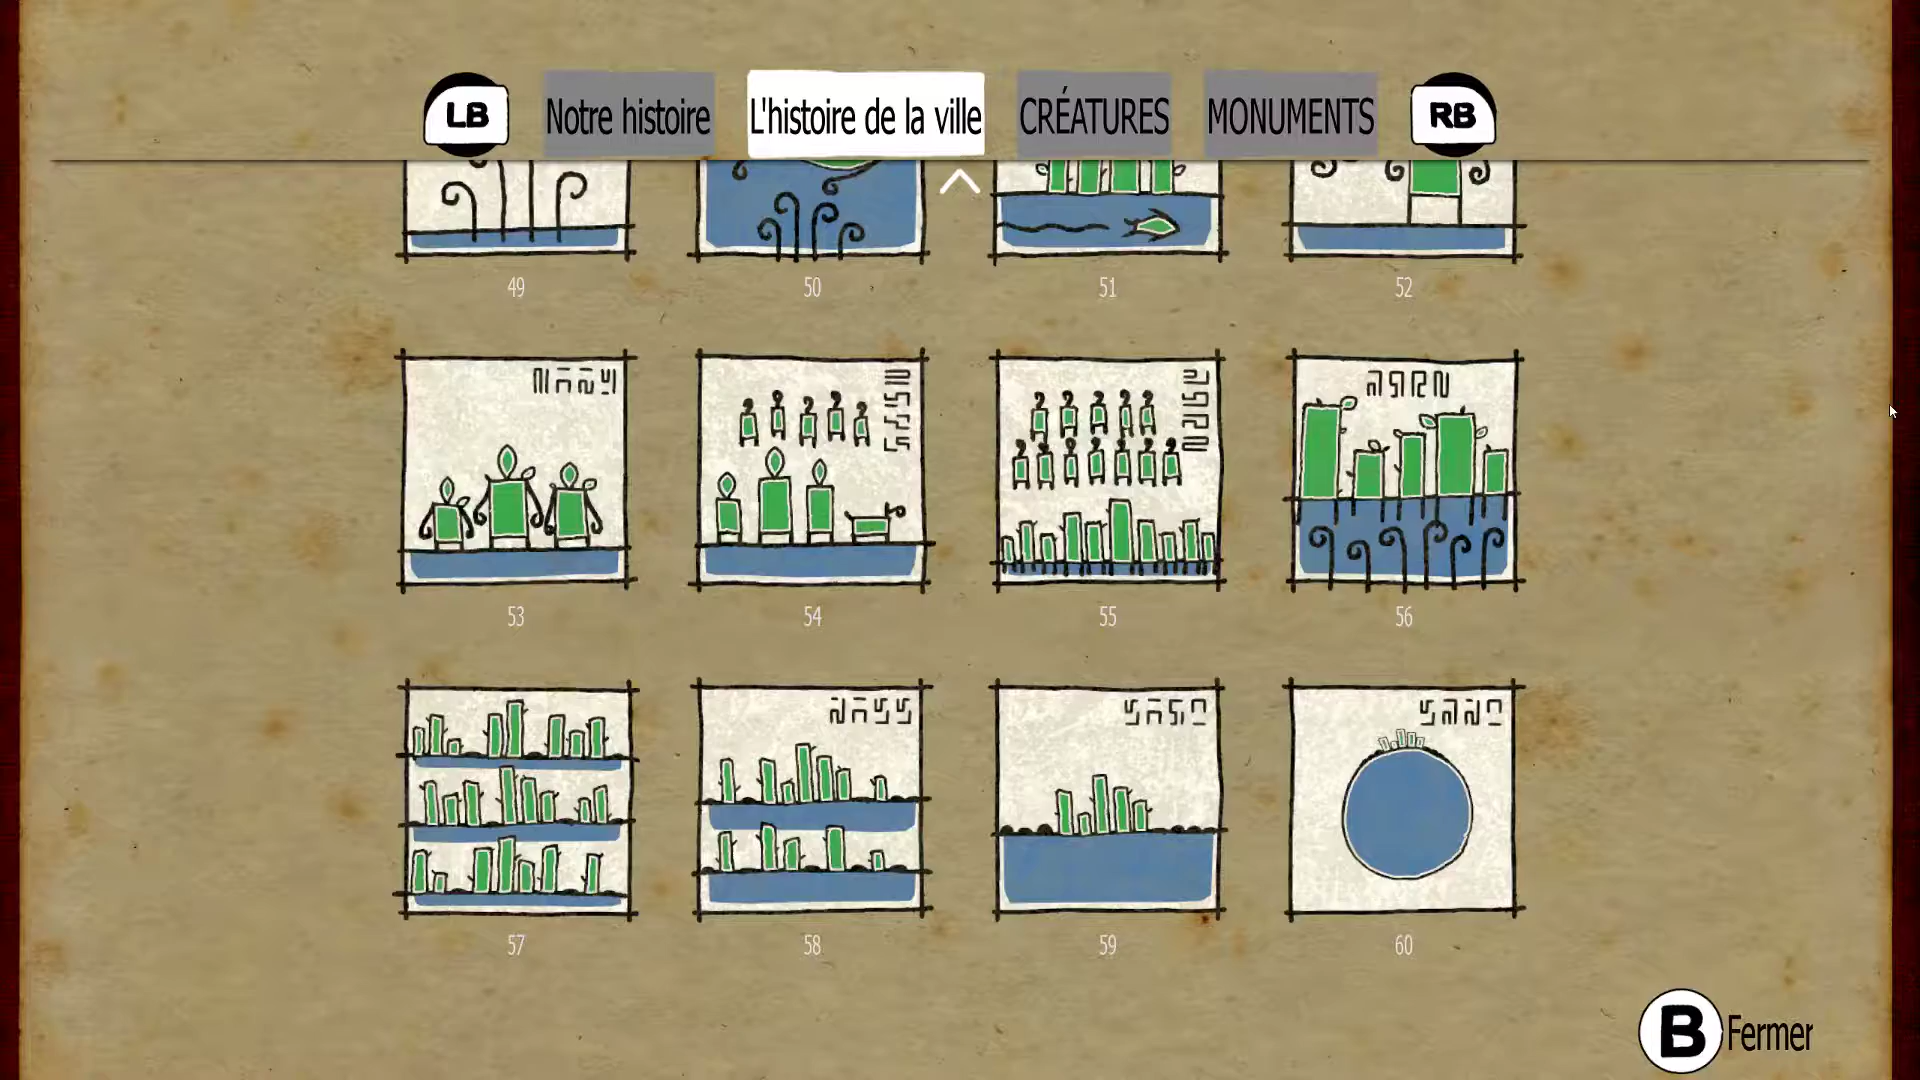 LB Notre histoire L'histoire de la ville CRÉATURES MONUMENTS RB
49 50 51 52
53 54 55 56
57 58 59 60
B Fermer